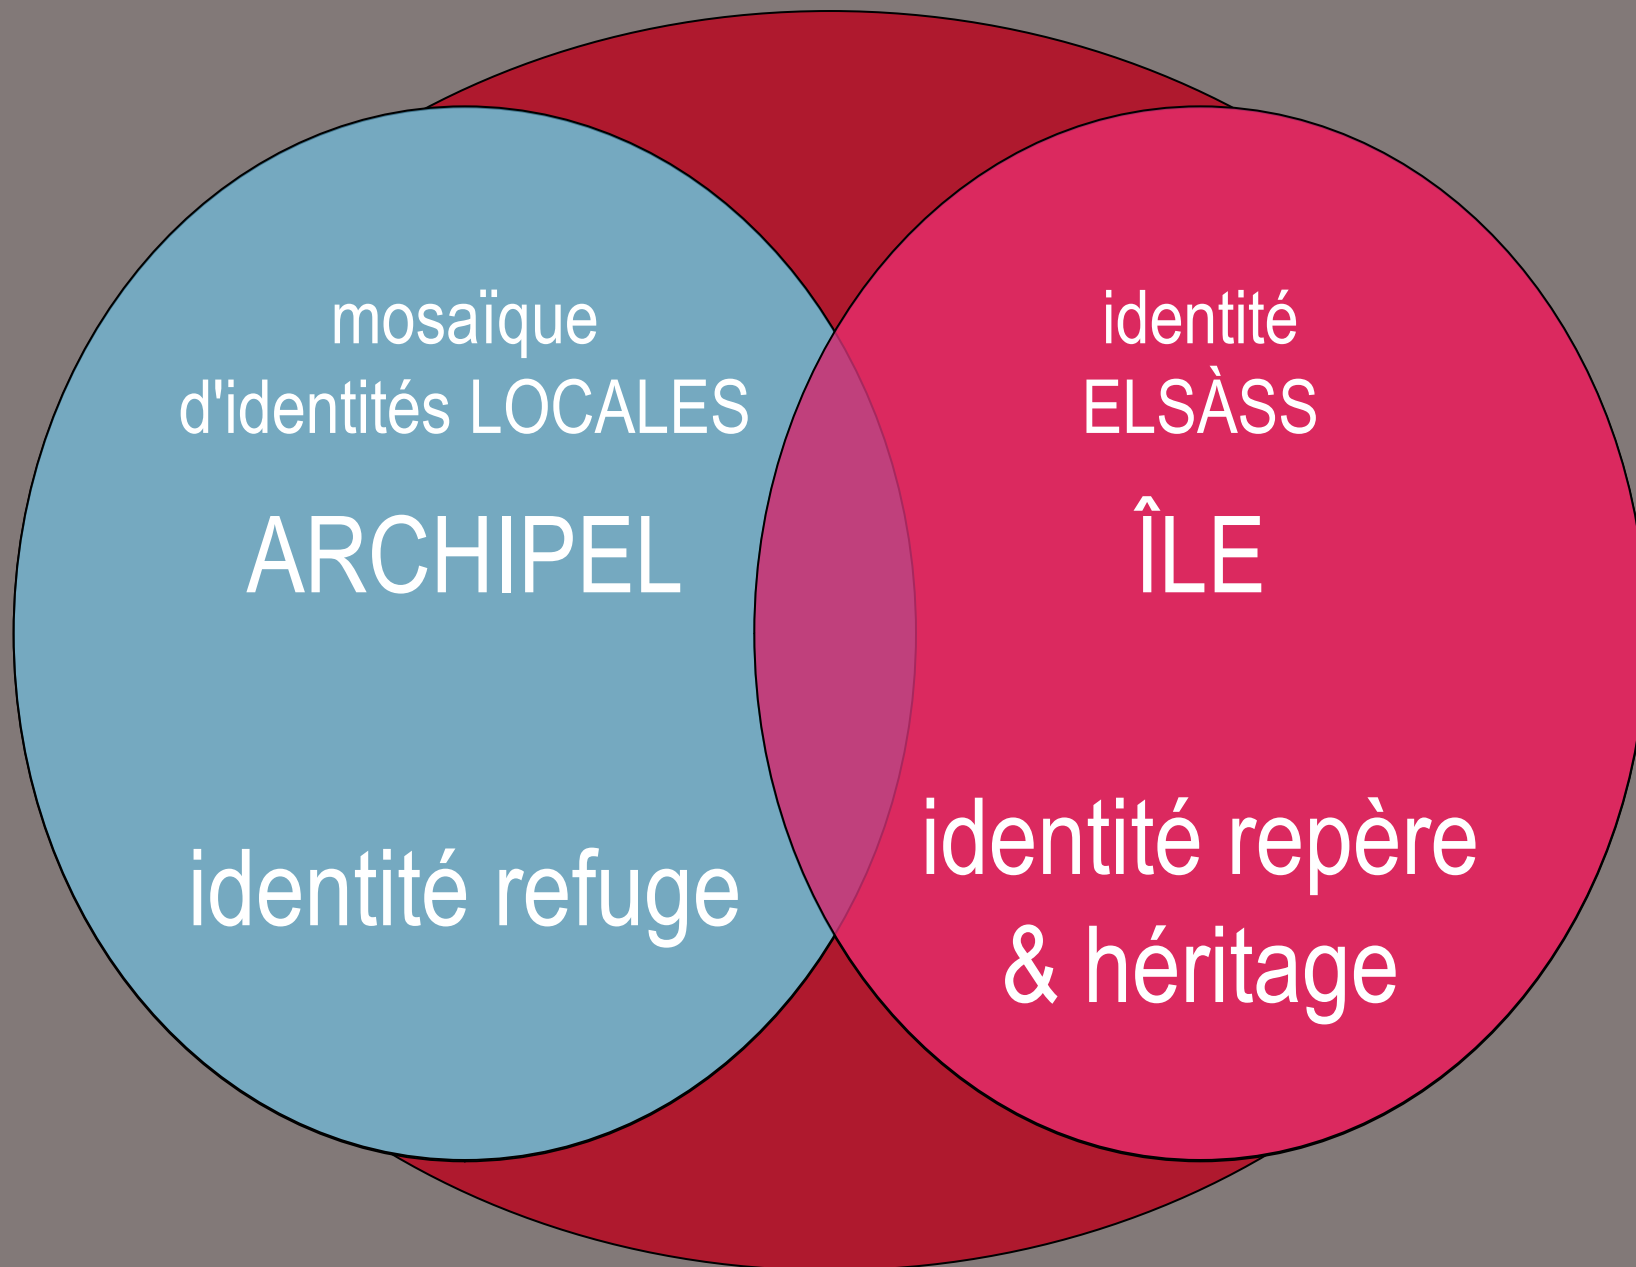 mosaïque
d'identités LOCALES
ARCHIPEL
identité refuge
identité
ELSÀSS
ÎLE
identité repère
& héritage